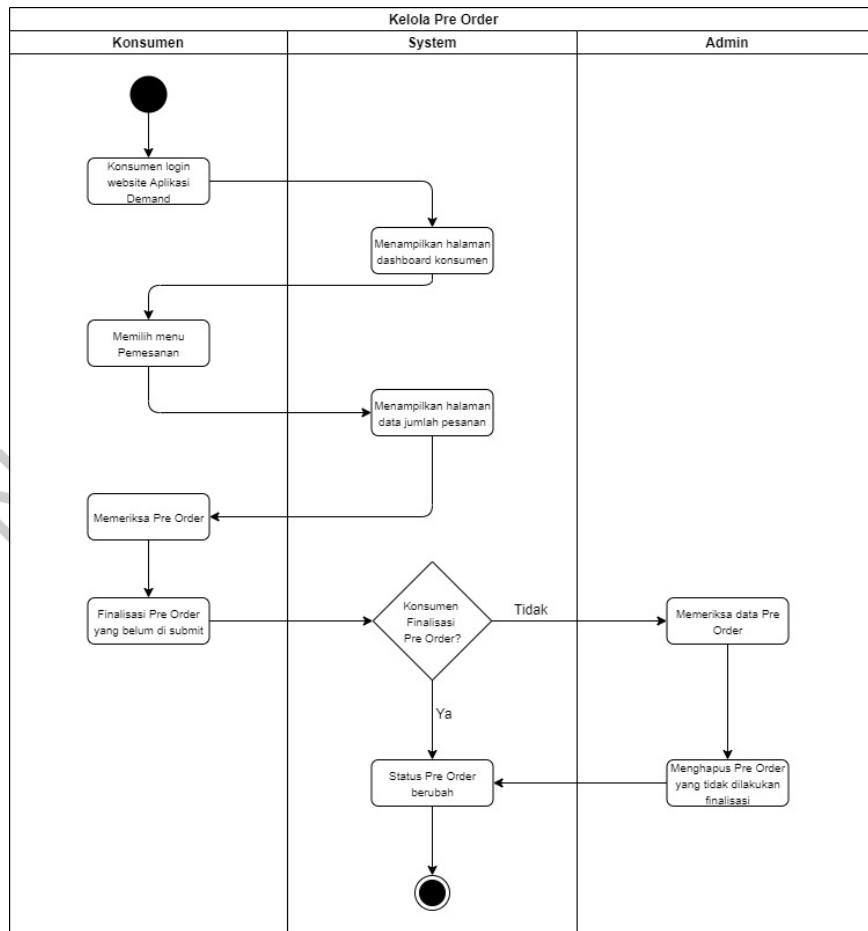 Kelola Pre Order
Konsumen
System
Admin
Konsumen login
website Aplikasi
Demand
Menampilkan halaman
dashboard konsumen
Memilih menu
Pemesanan
Menampilkan halaman
data jumlah pesanan
Memeriksa Pre Order
Finalisasi Pre Order
yang belum di submit
Konsumen
Finalisasi
Pre Order?
Tidak
Memeriksa data Pre
Order
Ya
Status Pre Order
berubah
Menghapus Pre Order
yang tidak dilakukan
finalisasi